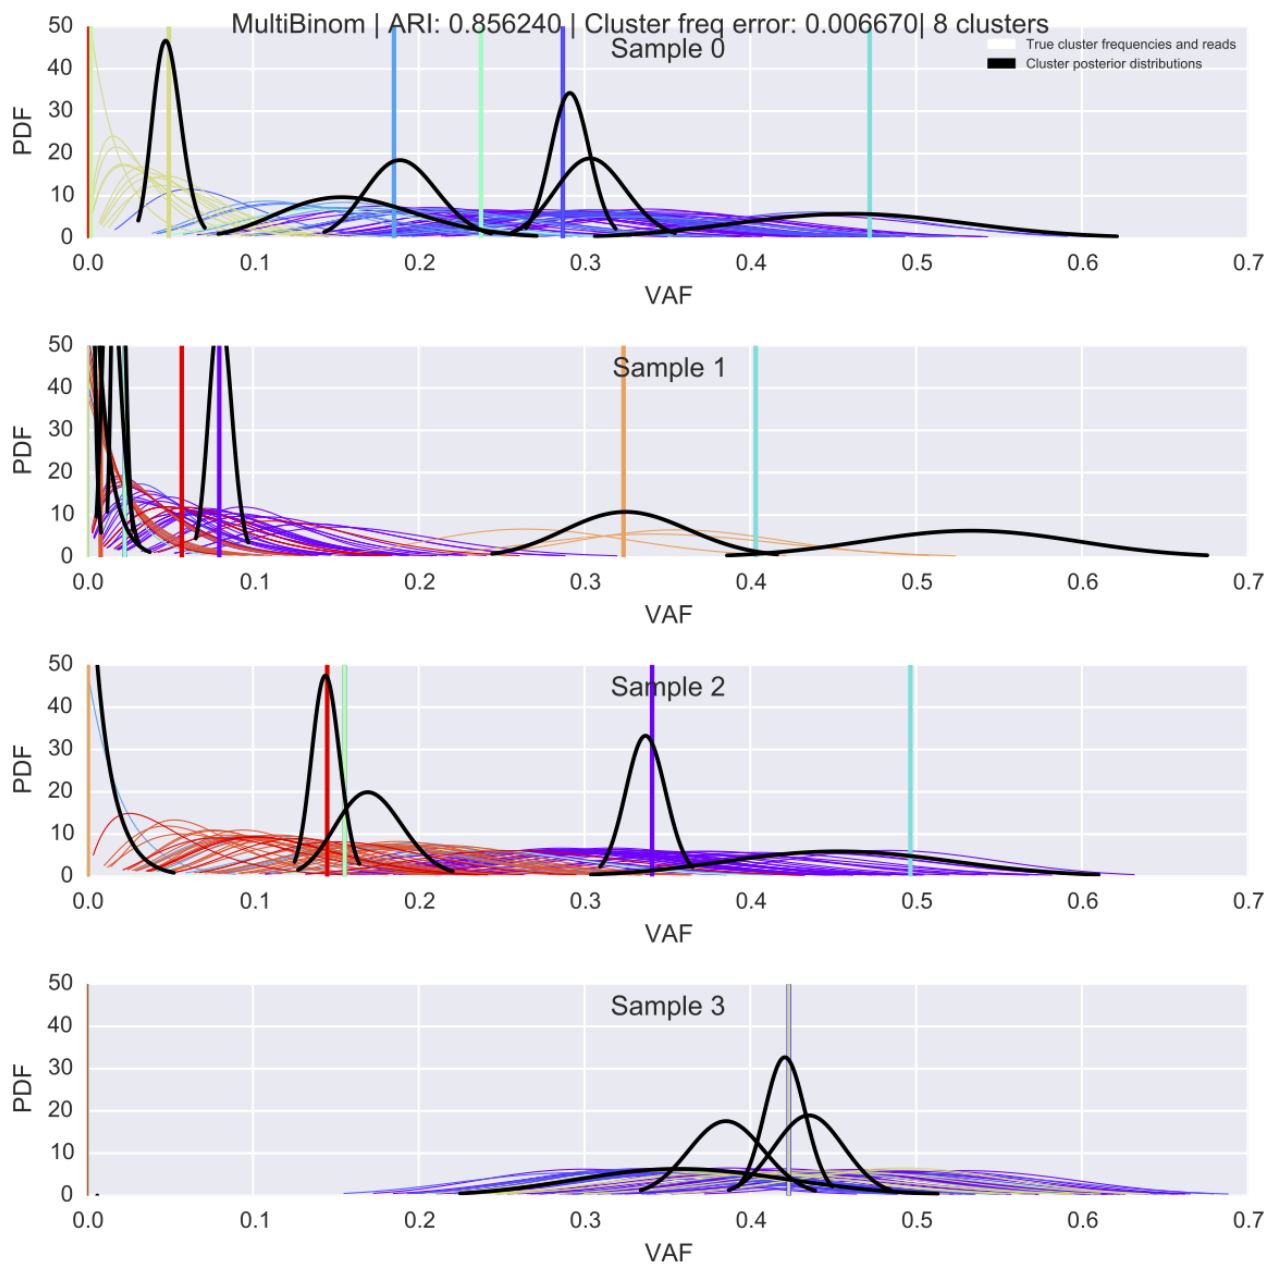 MultiBinom | ARI: 0.856240 | Cluster freq error: 0.006670| 8 clusters
Sample 0
True cluster frequencies and reads
Cluster posterior distributions
PDF
50
40
30
20
10
0
0.0 0.1 0.2 0.3 0.4 0.5 0.6 0.7
VAF
Sample 1
PDF
50
40
30
20
10
0
0.0 0.1 0.2 0.3 0.4 0.5 0.6 0.7
VAF
Sample 2
PDF
50
40
30
20
10
0
0.0 0.1 0.2 0.3 0.4 0.5 0.6 0.7
VAF
Sample 3
PDF
50
40
30
20
10
0
0.0 0.1 0.2 0.3 0.4 0.5 0.6 0.7
VAF